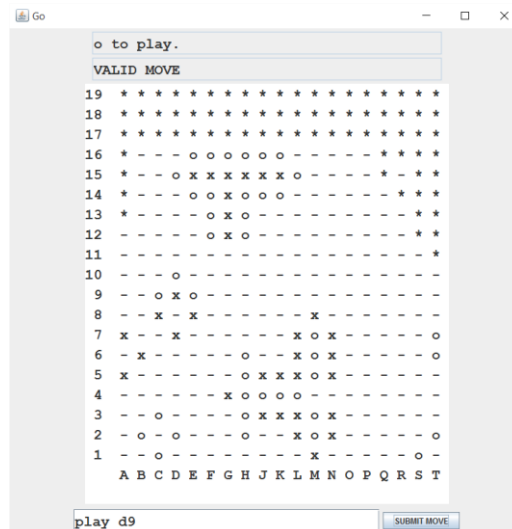 Go
o to play.
VALID MOVE
19 * * * * * * * * * * * * * * * * * * *
18 * * * * * * * * * * * * * * * * * * *
17 * * * * * * * * * * * * * * * * * * *
16 * - - - o o o o o o - - - - - * * * *
15 * - - o x x x x x x o - - - - * - * *
14 * - - - o o x o o o - - - - - - * * *
13 * - - - - o x o - - - - - - - - - * *
12 - - - - - o x o - - - - - - - - - * *
11 - - - - - - - - - - - - - - - - - - *
10 - - - o - - - - - - - - - - - - - - -
9 - - o x o - - - - - - - - - - - - - -
8 - - x - x - - - - - - x - - - - - - -
7 x - - x - - - - - - x o x - - - - - o
6 - x - - - - - o - - x o x - - - - - o
5 x - - - - - - o x x x o x - - - - - -
4 - - - - - - x o o o o - - - - - - - -
3 - - o - - - - o x x x o x - - - - - -
2 - o - o - - - o - - x o x - - - - - o
1 - - o - - - - - - - - x - - - - - o -
A B C D E F G H J K L M N O P Q R S T
play d9
SUBMIT MOVE